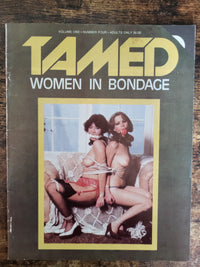 VOLUME ONE • NUMBER FOUR • ADULTS ONLY
TAMED
WOMEN IN BONDAGE